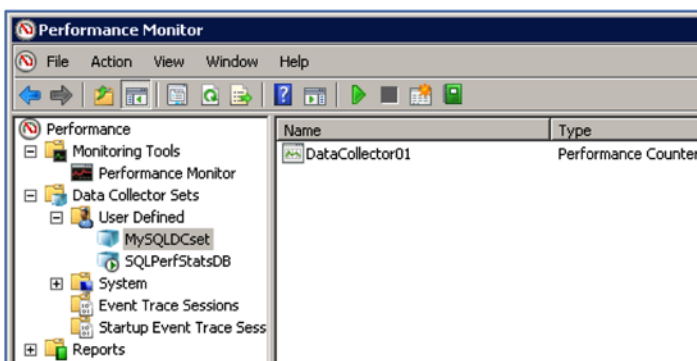 Performance Monitor
File Action View Window Help
Performance
Monitoring Tools
Performance Monitor
Data Collector Sets
User Defined
MySQLDCset
SQLPerfStatsDB
System
Event Trace Sessions
Startup Event Trace Sess
Reports
Name Type
DataCollector01 Performance Counter